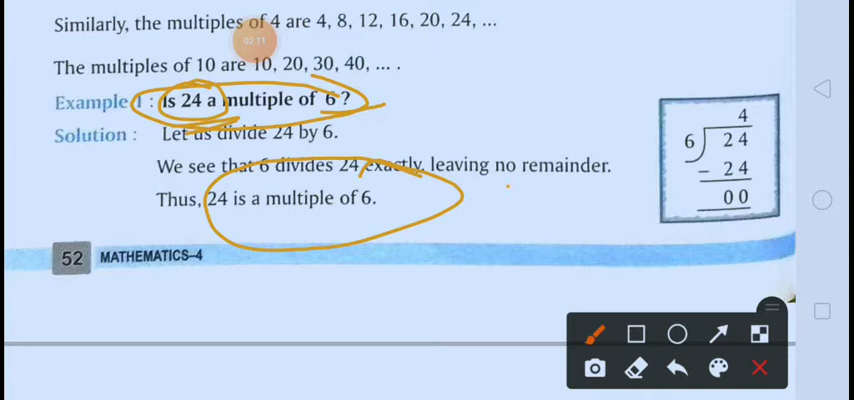 Similarly, the multiples of 4 are 4, 8, 12, 16, 20, 24, ...
02:11
The multiples of 10 are 10, 20, 30, 40, ... .
Example 1 : Is 24 a multiple of 6 ?
Solution : Let us divide 24 by 6.
We see that 6 divides 24 exactly, leaving no remainder.
Thus, 24 is a multiple of 6.
4
6 24
- 24
00
52 MATHEMATICS–4